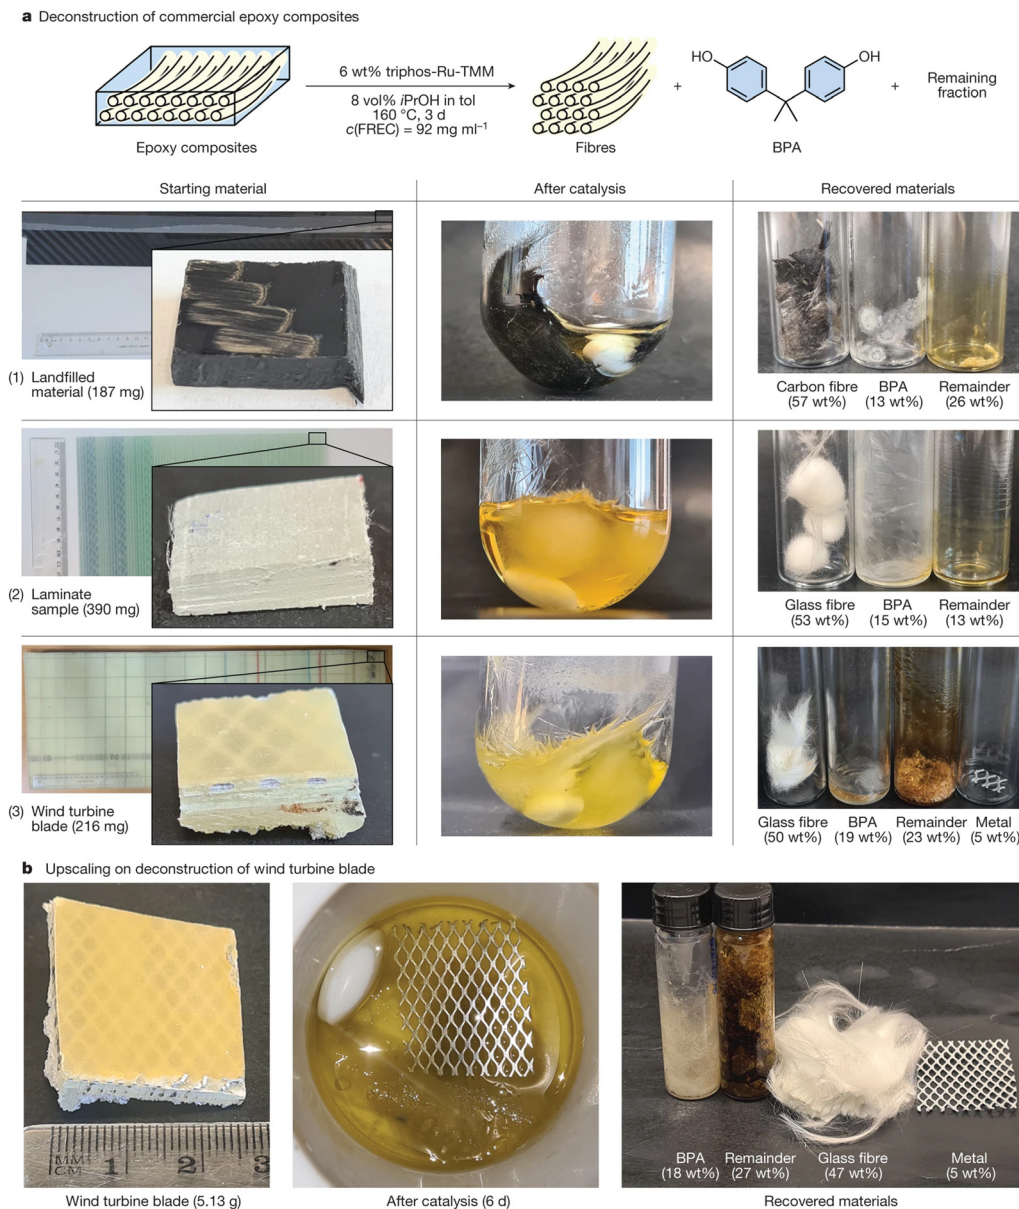 a Deconstruction of commercial epoxy composites
6 wt% triphos-Ru-TMM
8 vol% iPrOH in tol
160 °C, 3 d
c(FREC) = 92 mg ml⁻¹
Epoxy composites
+
Fibres
HO
OH
BPA
+
Remaining
fraction
Starting material
After catalysis
Recovered materials
(1) Landfilled
material (187 mg)
Carbon fibre
(57 wt%)
BPA
(13 wt%)
Remainder
(26 wt%)
(2) Laminate
sample (390 mg)
Glass fibre
(53 wt%)
BPA
(15 wt%)
Remainder
(13 wt%)
(3) Wind turbine
blade (216 mg)
Glass fibre
(50 wt%)
BPA
(19 wt%)
Remainder
(23 wt%)
Metal
(5 wt%)
b Upscaling on deconstruction of wind turbine blade
MM
CM 1 2 3
Wind turbine blade (5.13 g)
After catalysis (6 d)
BPA
(18 wt%)
Remainder
(27 wt%)
Glass fibre
(47 wt%)
Metal
(5 wt%)
Recovered materials